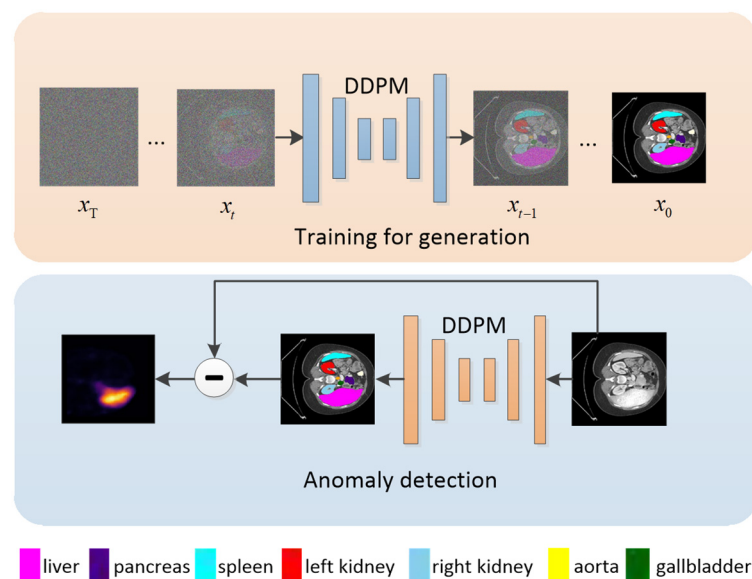 DDPM
... ...
x_T x_t x_{t-1} x_0
Training for generation
DDPM
Anomaly detection
liver pancreas spleen left kidney right kidney aorta gallbladder